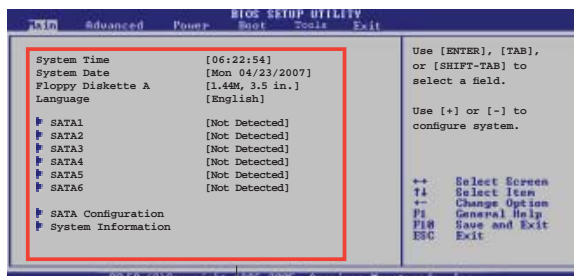 BIOS SETUP UTILITY
Main Advanced Power Boot Tools Exit
System Time [06:22:54]
System Date [Mon 04/23/2007]
Floppy Diskette A [1.44M, 3.5 in.]
Language [English]
SATA1 [Not Detected]
SATA2 [Not Detected]
SATA3 [Not Detected]
SATA4 [Not Detected]
SATA5 [Not Detected]
SATA6 [Not Detected]
SATA Configuration
System Information
Use [ENTER], [TAB],
or [SHIFT-TAB] to
select a field.
Use [+] or [-] to
configure system.
↔ Select Screen
↑↓ Select Item
+- Change Option
F1 General Help
F10 Save and Exit
ESC Exit